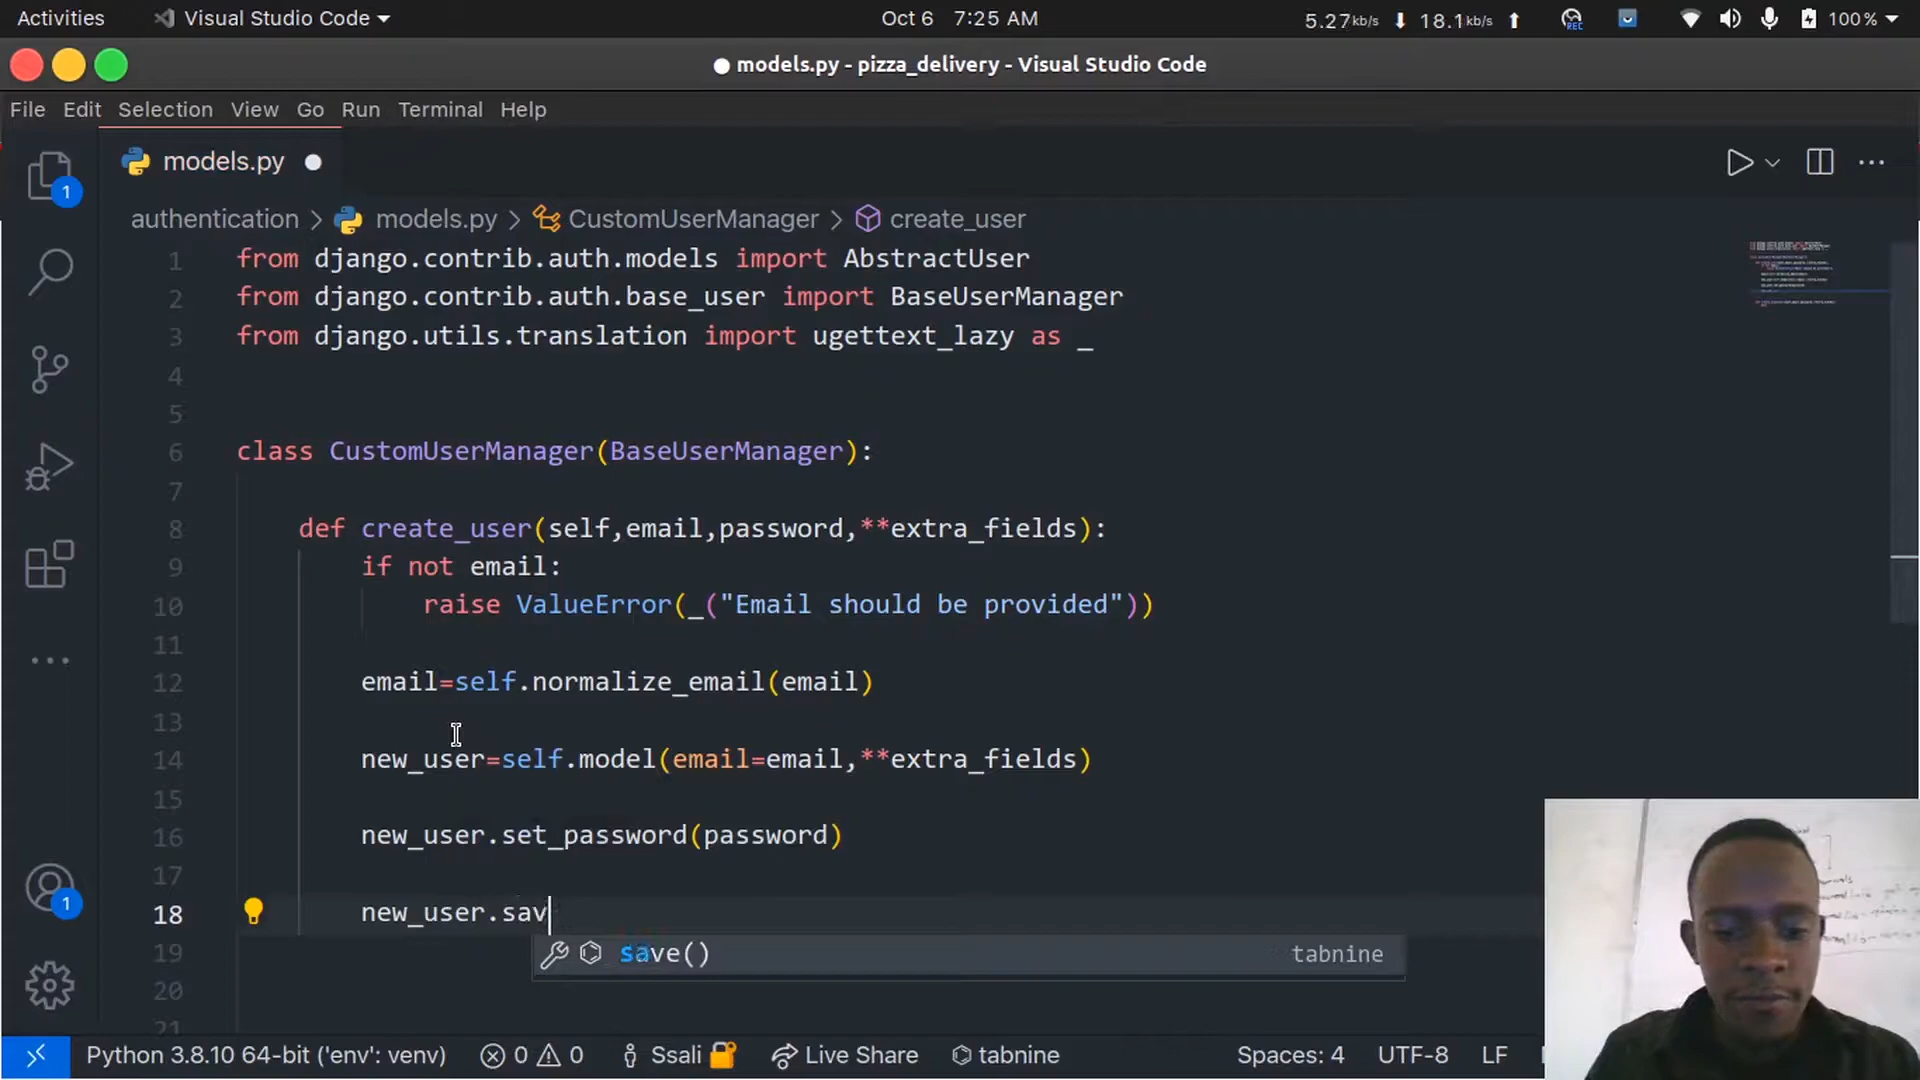 Activities Visual Studio Code Oct 6 7:25 AM 5.27kb/s 18.1kb/s REC 100%
models.py - pizza_delivery - Visual Studio Code
File Edit Selection View Go Run Terminal Help
models.py
authentication > models.py > CustomUserManager > create_user
1 from django.contrib.auth.models import AbstractUser
2 from django.contrib.auth.base_user import BaseUserManager
3 from django.utils.translation import ugettext_lazy as _
4
5
6 class CustomUserManager(BaseUserManager):
7
8 def create_user(self,email,password,**extra_fields):
9 if not email:
10 raise ValueError(_("Email should be provided"))
11
12 email=self.normalize_email(email)
13
14 new_user=self.model(email=email,**extra_fields)
15
16 new_user.set_password(password)
17
18 new_user.sav
19 save() tabnine
20
21
1
1
Python 3.8.10 64-bit ('env': venv) 0 0 Ssali Live Share tabnine Spaces: 4 UTF-8 LF